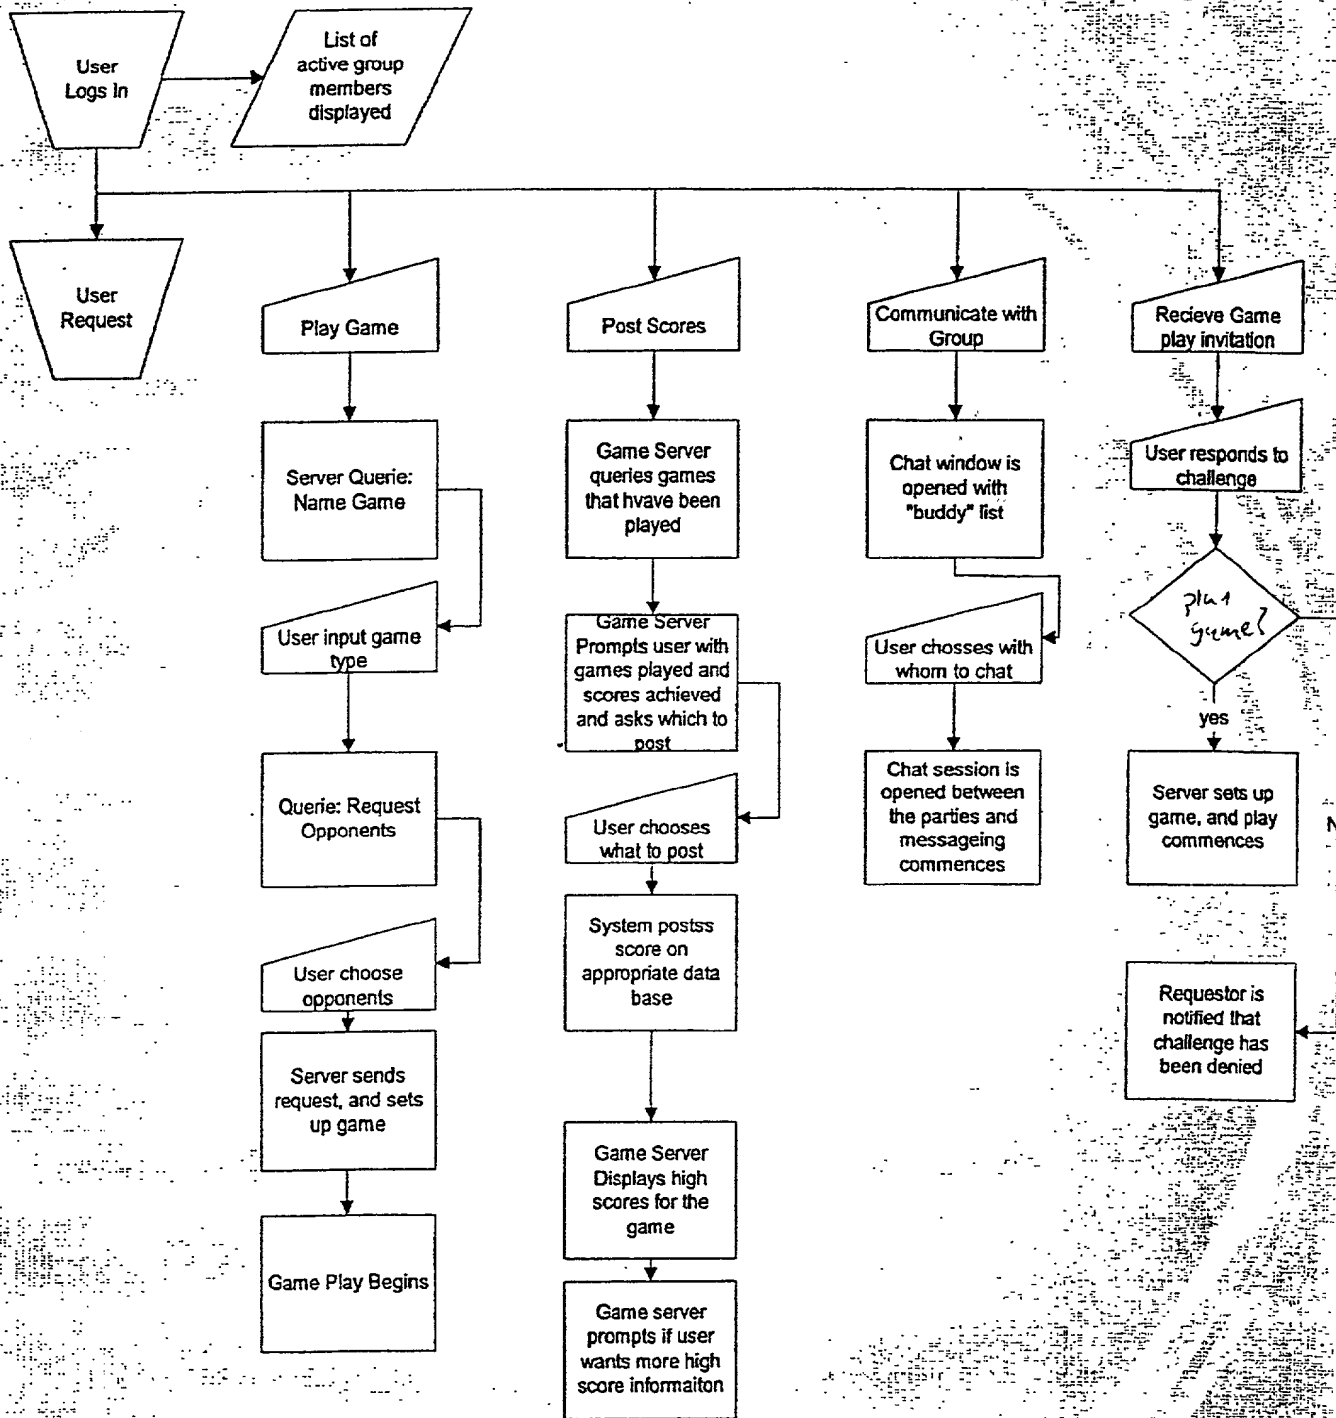 User
Logs In
List of
active group
members
displayed
User
Request
Play Game
Server Querie:
Name Game
User input game
type
Querie: Request
Opponents
User choose
opponents
Server sends
request, and sets
up game
Game Play Begins
Post Scores
Game Server
queries games
that hvave been
played
Game Server
Prompts user with
games played and
scores achieved
and asks which to
post
User chooses
what to post
System postss
score on
appropriate data
base
Game Server
Displays high
scores for the
game
Game server
prompts if user
wants more high
score informaiton
Communicate with
Group
Chat window is
opened with
"buddy" list
User chosses with
whom to chat
Chat session is
opened between
the parties and
messageing
commences
Recieve Game
play invitation
User responds to
challenge
game?
yes
Server sets up
game, and play
commences
N
Requestor is
notified that
challenge has
been denied